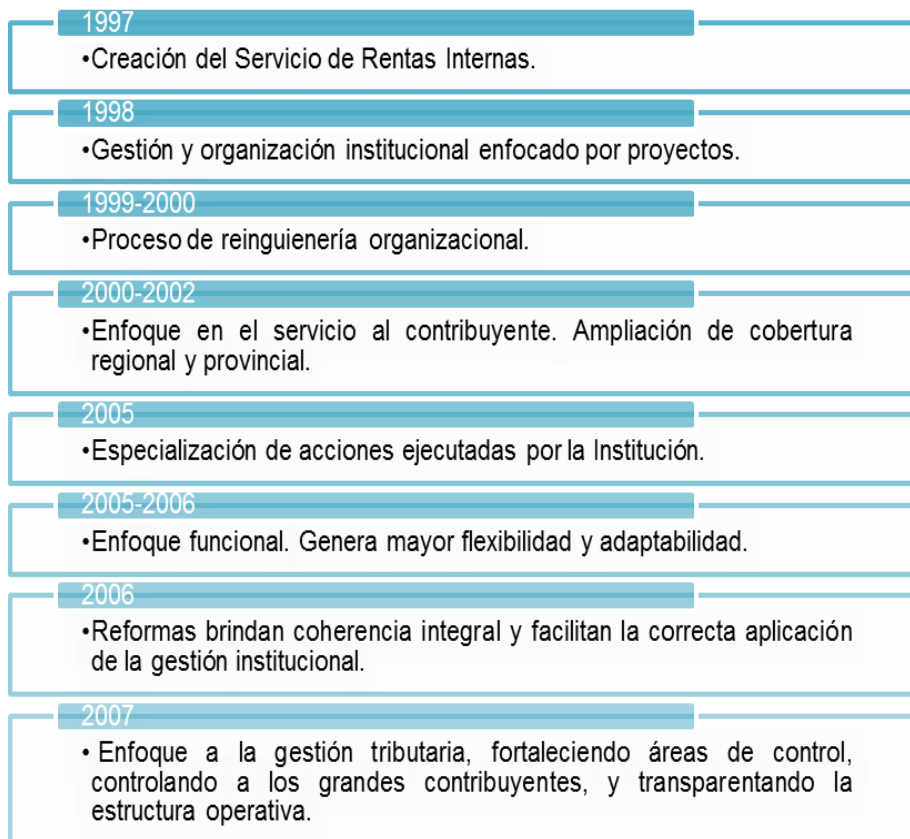 1997
•Creación del Servicio de Rentas Internas.
1998
•Gestión y organización institucional enfocado por proyectos.
1999-2000
•Proceso de reinguienería organizacional.
2000-2002
•Enfoque en el servicio al contribuyente. Ampliación de cobertura
regional y provincial.
2005
•Especialización de acciones ejecutadas por la Institución.
2005-2006
•Enfoque funcional. Genera mayor flexibilidad y adaptabilidad.
2006
•Reformas brindan coherencia integral y facilitan la correcta aplicación
de la gestión institucional.
2007
• Enfoque a la gestión tributaria, fortaleciendo áreas de control,
controlando a los grandes contribuyentes, y transparentando la
estructura operativa.